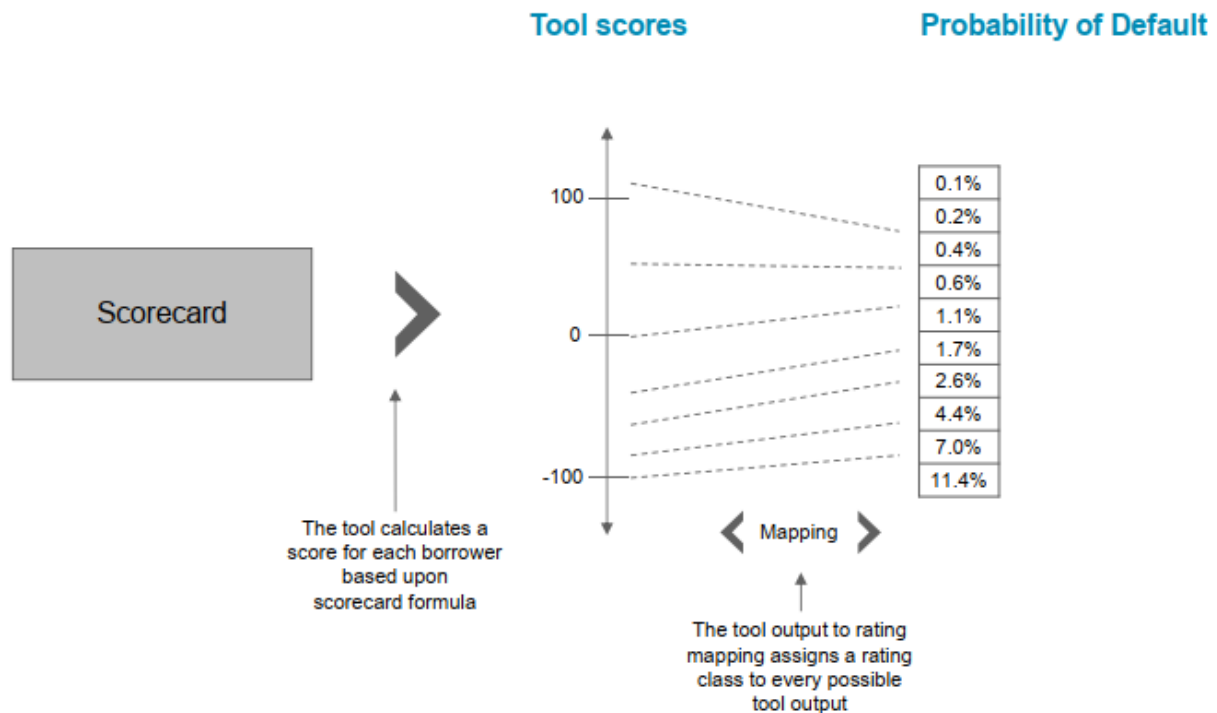 Tool scores
Probability of Default
Scorecard
The tool calculates a
score for each borrower
based upon
scorecard formula
100
0
-100
0.1%
0.2%
0.4%
0.6%
1.1%
1.7%
2.6%
4.4%
7.0%
11.4%
Mapping
The tool output to rating
mapping assigns a rating
class to every possible
tool output